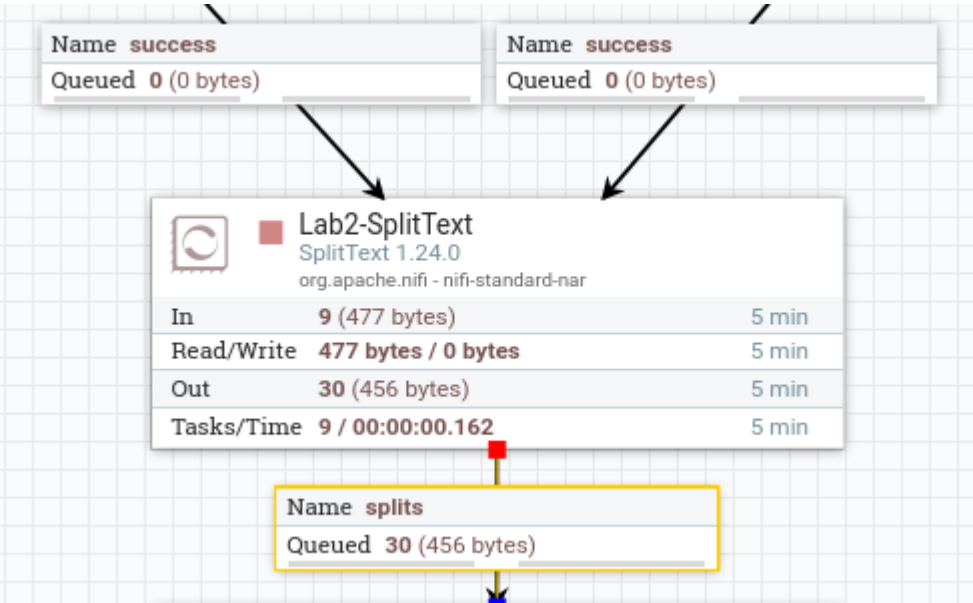 Name success
Queued 0 (0 bytes)
Name success
Queued 0 (0 bytes)
Lab2-SplitText
SplitText 1.24.0
org.apache.nifi - nifi-standard-nar
In 9 (477 bytes) 5 min
Read/Write 477 bytes / 0 bytes 5 min
Out 30 (456 bytes) 5 min
Tasks/Time 9 / 00:00:00.162 5 min
Name splits
Queued 30 (456 bytes)